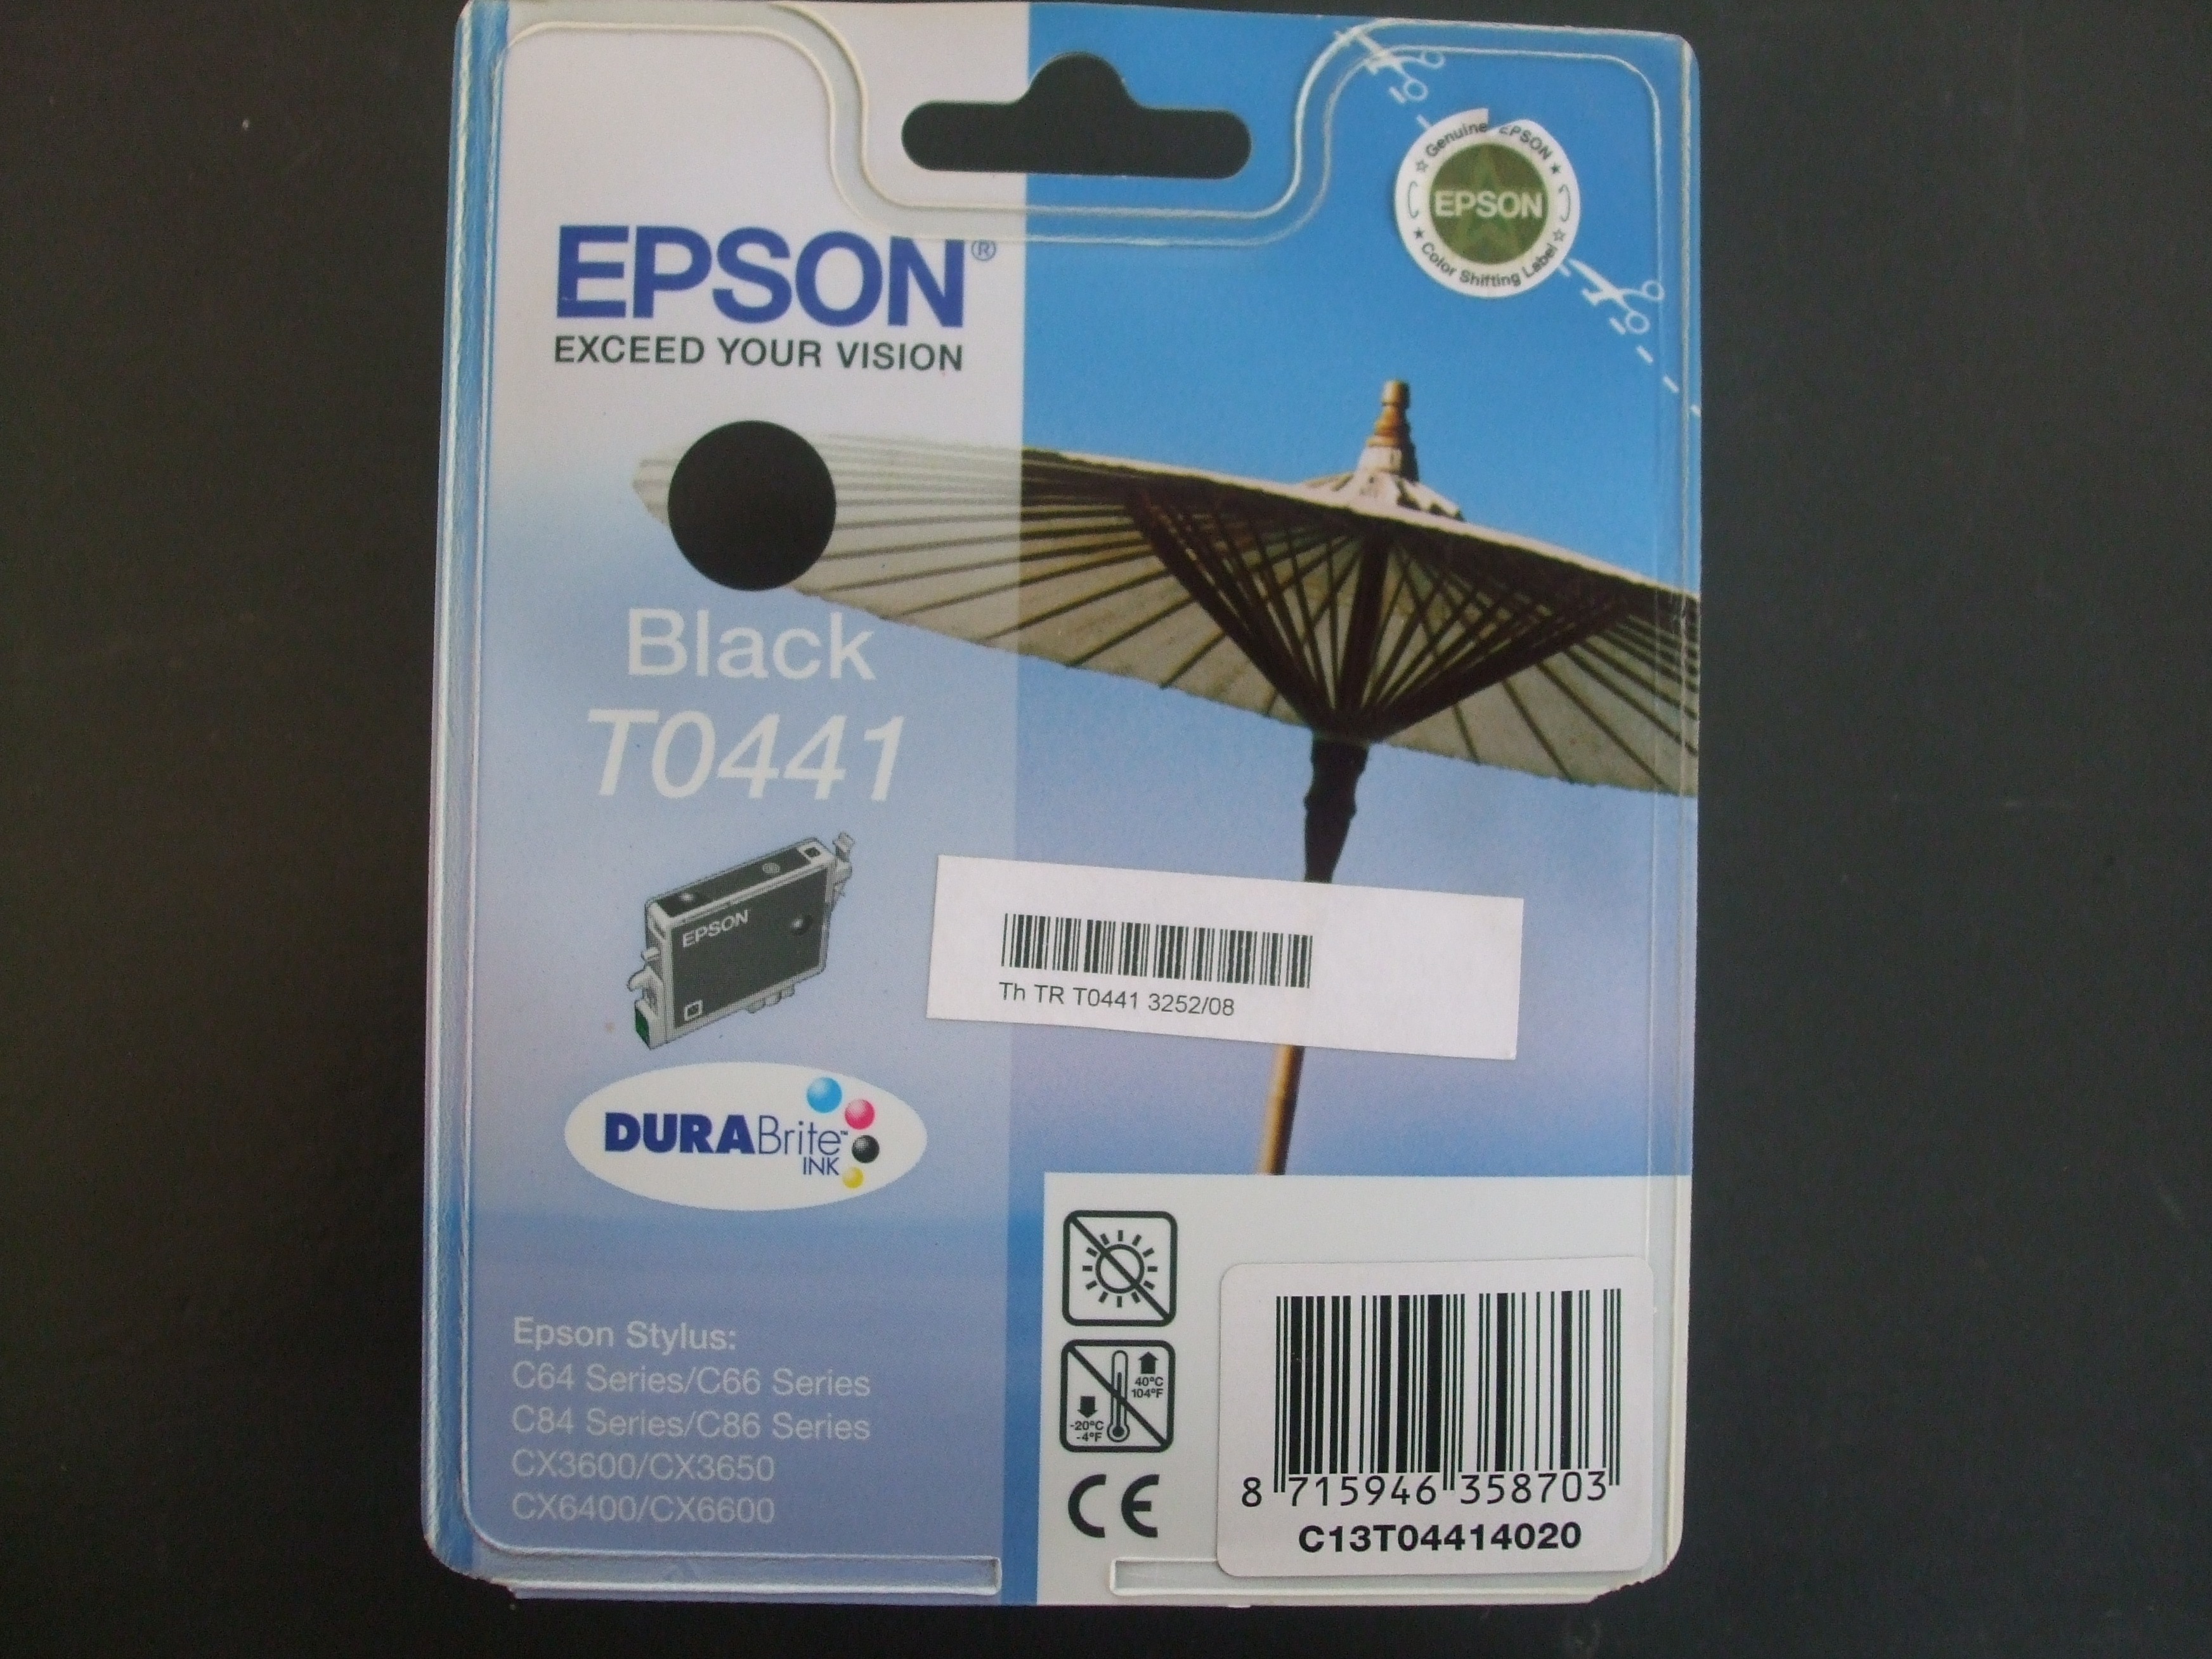 Genuine EPSON
EPSON
Color Shifting Label
EPSON®
EXCEED YOUR VISION
Black
T0441
EPSON
Th TR T0441 3252/08
DURABrite™
INK
Epson Stylus:
C64 Series/C66 Series
C84 Series/C86 Series
CX3600/CX3650
CX6400/CX6600
40°C
104°F
-20°C
-4°F
CE
8 715946 358703
C13T04414020